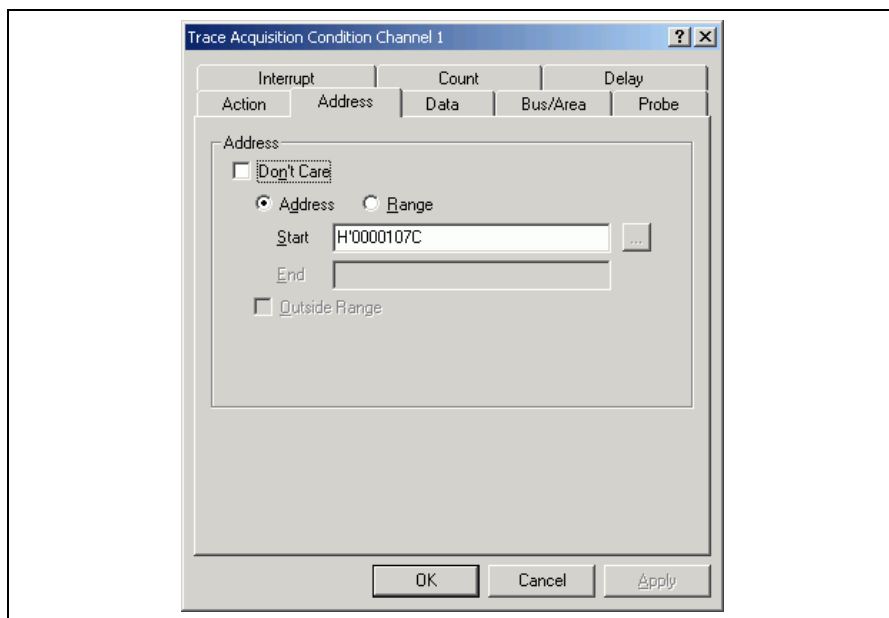 Trace Acquisition Condition Channel 1
Interrupt Count Delay
Action Address Data Bus/Area Probe
Address
Don't Care
Address Range
Start H'0000107C ...
End
Outside Range
OK Cancel Apply